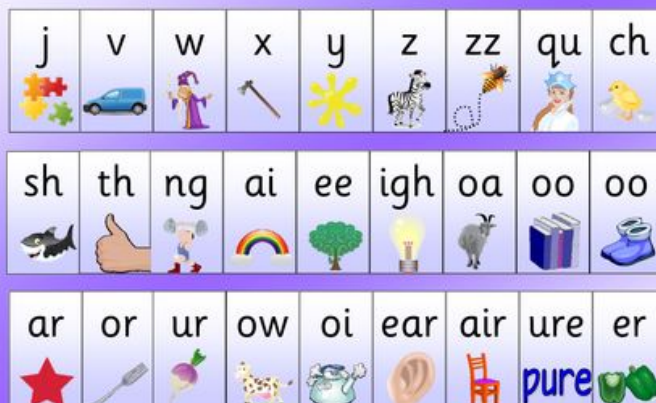 j v w x y z zz qu ch
sh th ng ai ee igh oa oo oo
ar or ur ow oi ear air ure er
pure